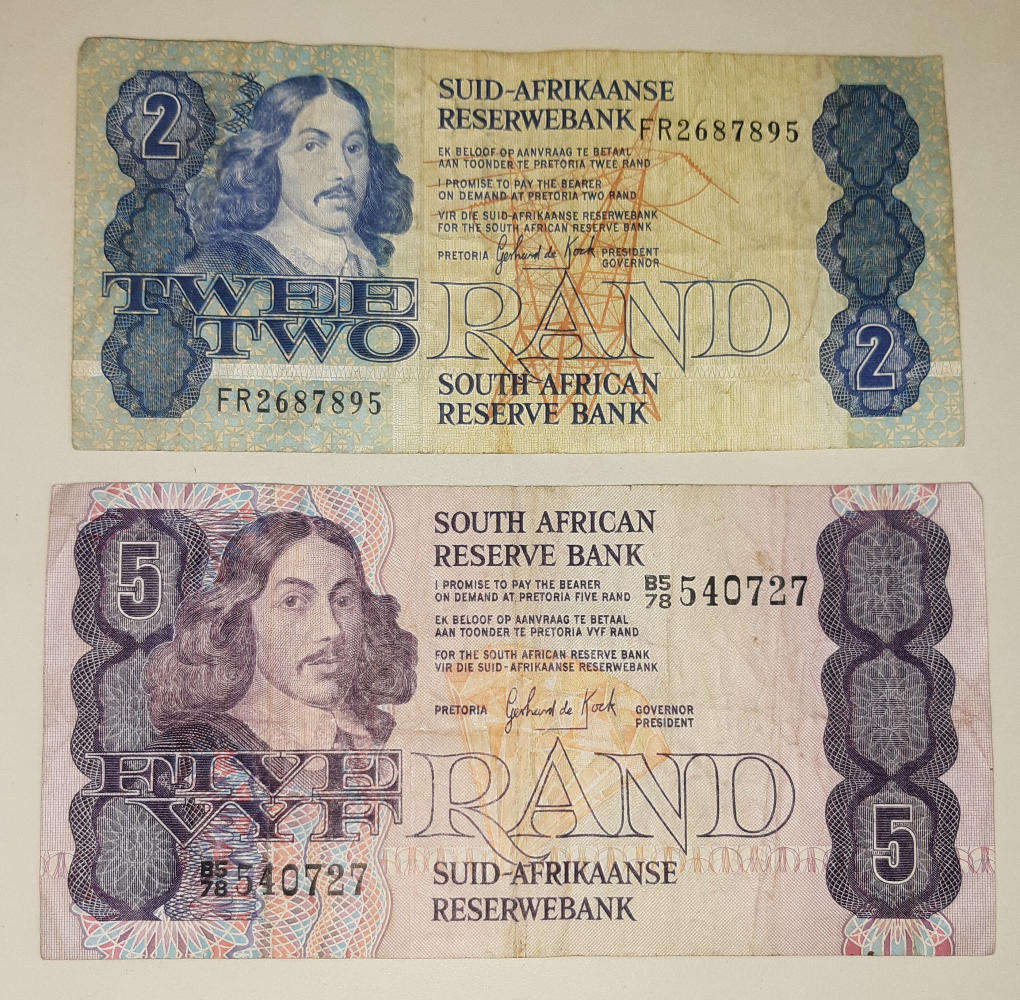 2
SUID-AFRIKAANSE
RESERWEBANK
FR2687895
EK BELOOF OP AANVRAAG TE BETAAL
AAN TOONDER TE PRETORIA TWEE RAND
I PROMISE TO PAY THE BEARER
ON DEMAND AT PRETORIA TWO RAND
VIR DIE SUID-AFRIKAANSE RESERWEBANK
FOR THE SOUTH AFRICAN RESERVE BANK
PRETORIA Gerhard de Kock PRESIDENT
GOVERNOR
TWEE
TWO RAND
2
SOUTH AFRICAN
RESERVE BANK
FR2687895
5
SOUTH AFRICAN
RESERVE BANK
I PROMISE TO PAY THE BEARER
ON DEMAND AT PRETORIA FIVE RAND
B5
78 540727
EK BELOOF OP AANVRAAG TE BETAAL
AAN TOONDER TE PRETORIA VYF RAND
FOR THE SOUTH AFRICAN RESERVE BANK
VIR DIE SUID-AFRIKAANSE RESERWEBANK
PRETORIA Gerhard de Kock GOVERNOR
PRESIDENT
FIVE
VYF RAND
5
B5
78 540727
SUID-AFRIKAANSE
RESERWEBANK